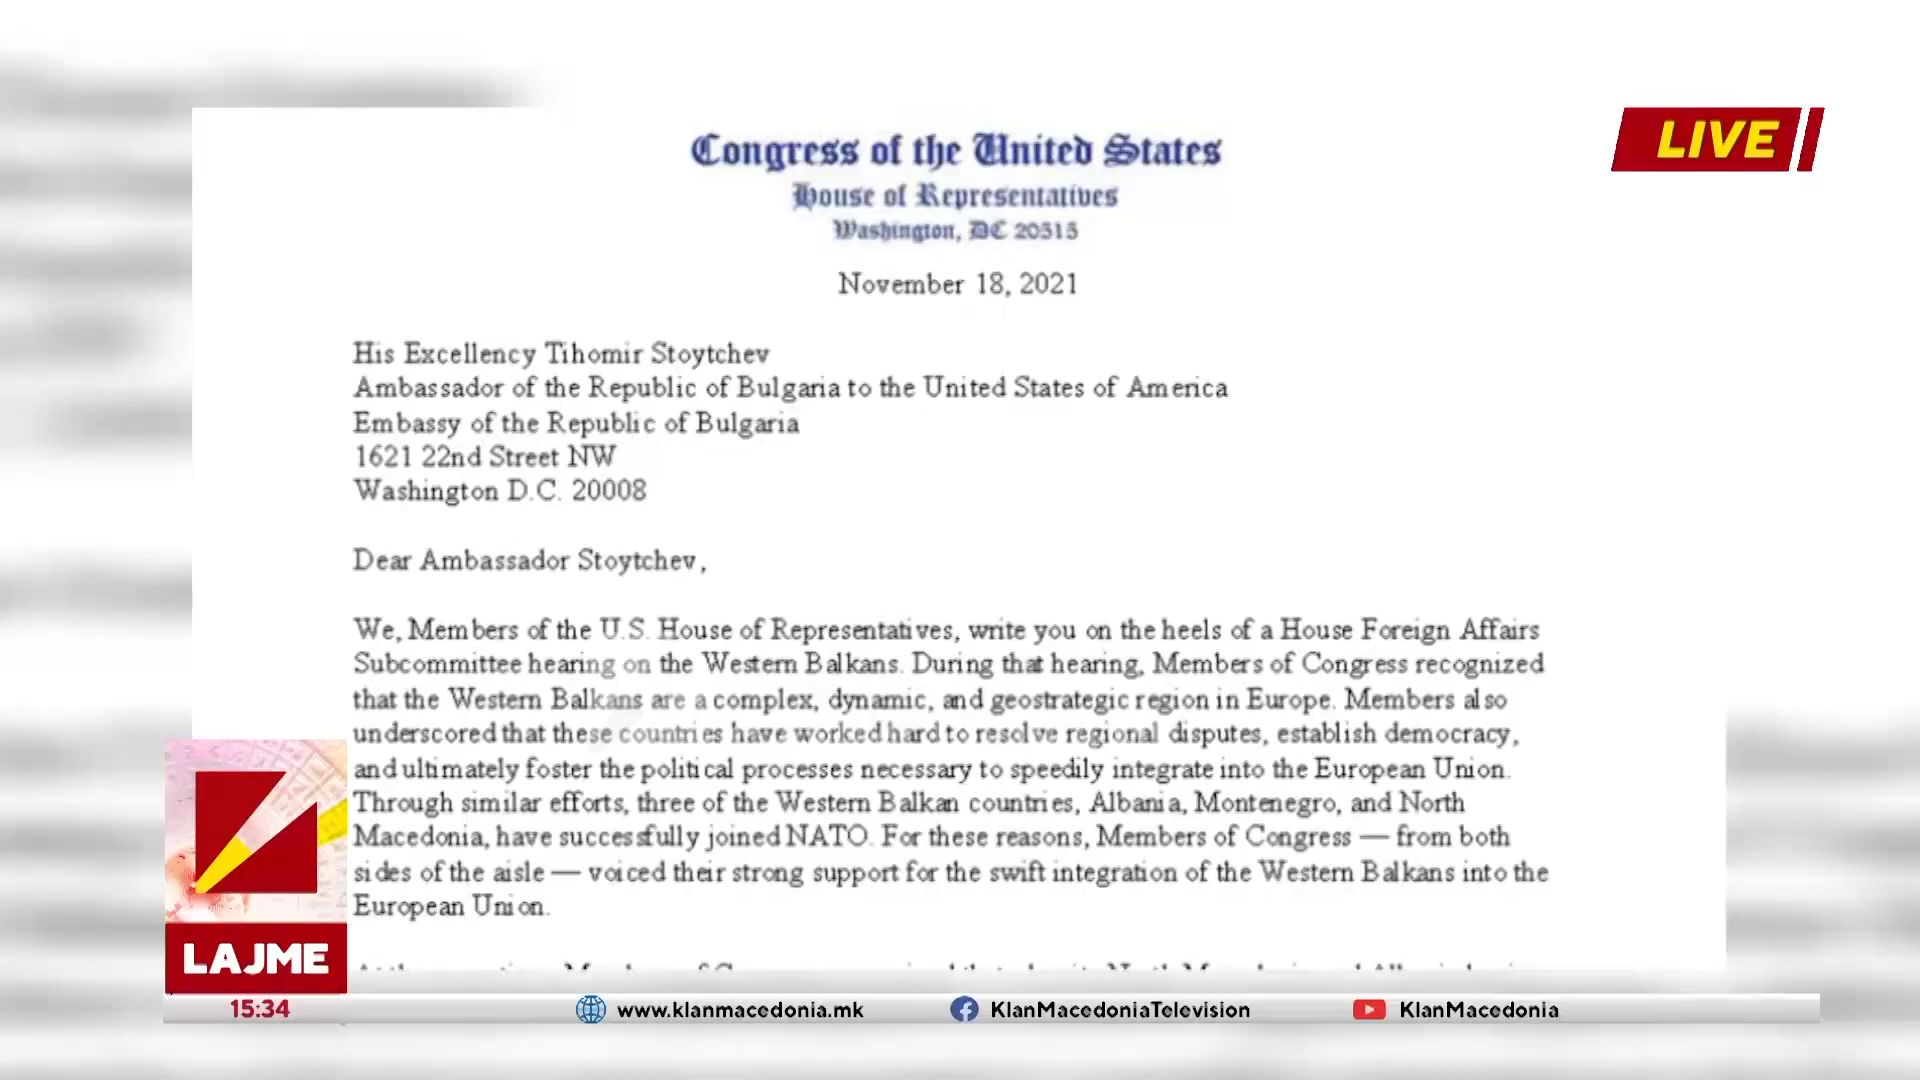 Congress of the United States
House of Representatives
Washington, DC 20515
LIVE
November 18, 2021
His Excellency Tihomir Stoytchev
Ambassador of the Republic of Bulgaria to the United States of America
Embassy of the Republic of Bulgaria
1621 22nd Street NW
Washington D.C. 20008
Dear Ambassador Stoytchev,
We, Members of the U.S. House of Representatives, write you on the heels of a House Foreign Affairs
Subcommittee hearing on the Western Balkans. During that hearing, Members of Congress recognized
that the Western Balkans are a complex, dynamic, and geostrategic region in Europe. Members also
underscored that these countries have worked hard to resolve regional disputes, establish democracy,
and ultimately foster the political processes necessary to speedily integrate into the European Union.
Through similar efforts, three of the Western Balkan countries, Albania, Montenegro, and North
Macedonia, have successfully joined NATO. For these reasons, Members of Congress — from both
sides of the aisle — voiced their strong support for the swift integration of the Western Balkans into the
European Union.
LAJME
15:34
www.klanmacedonia.mk
KlanMacedoniaTelevision
KlanMacedonia